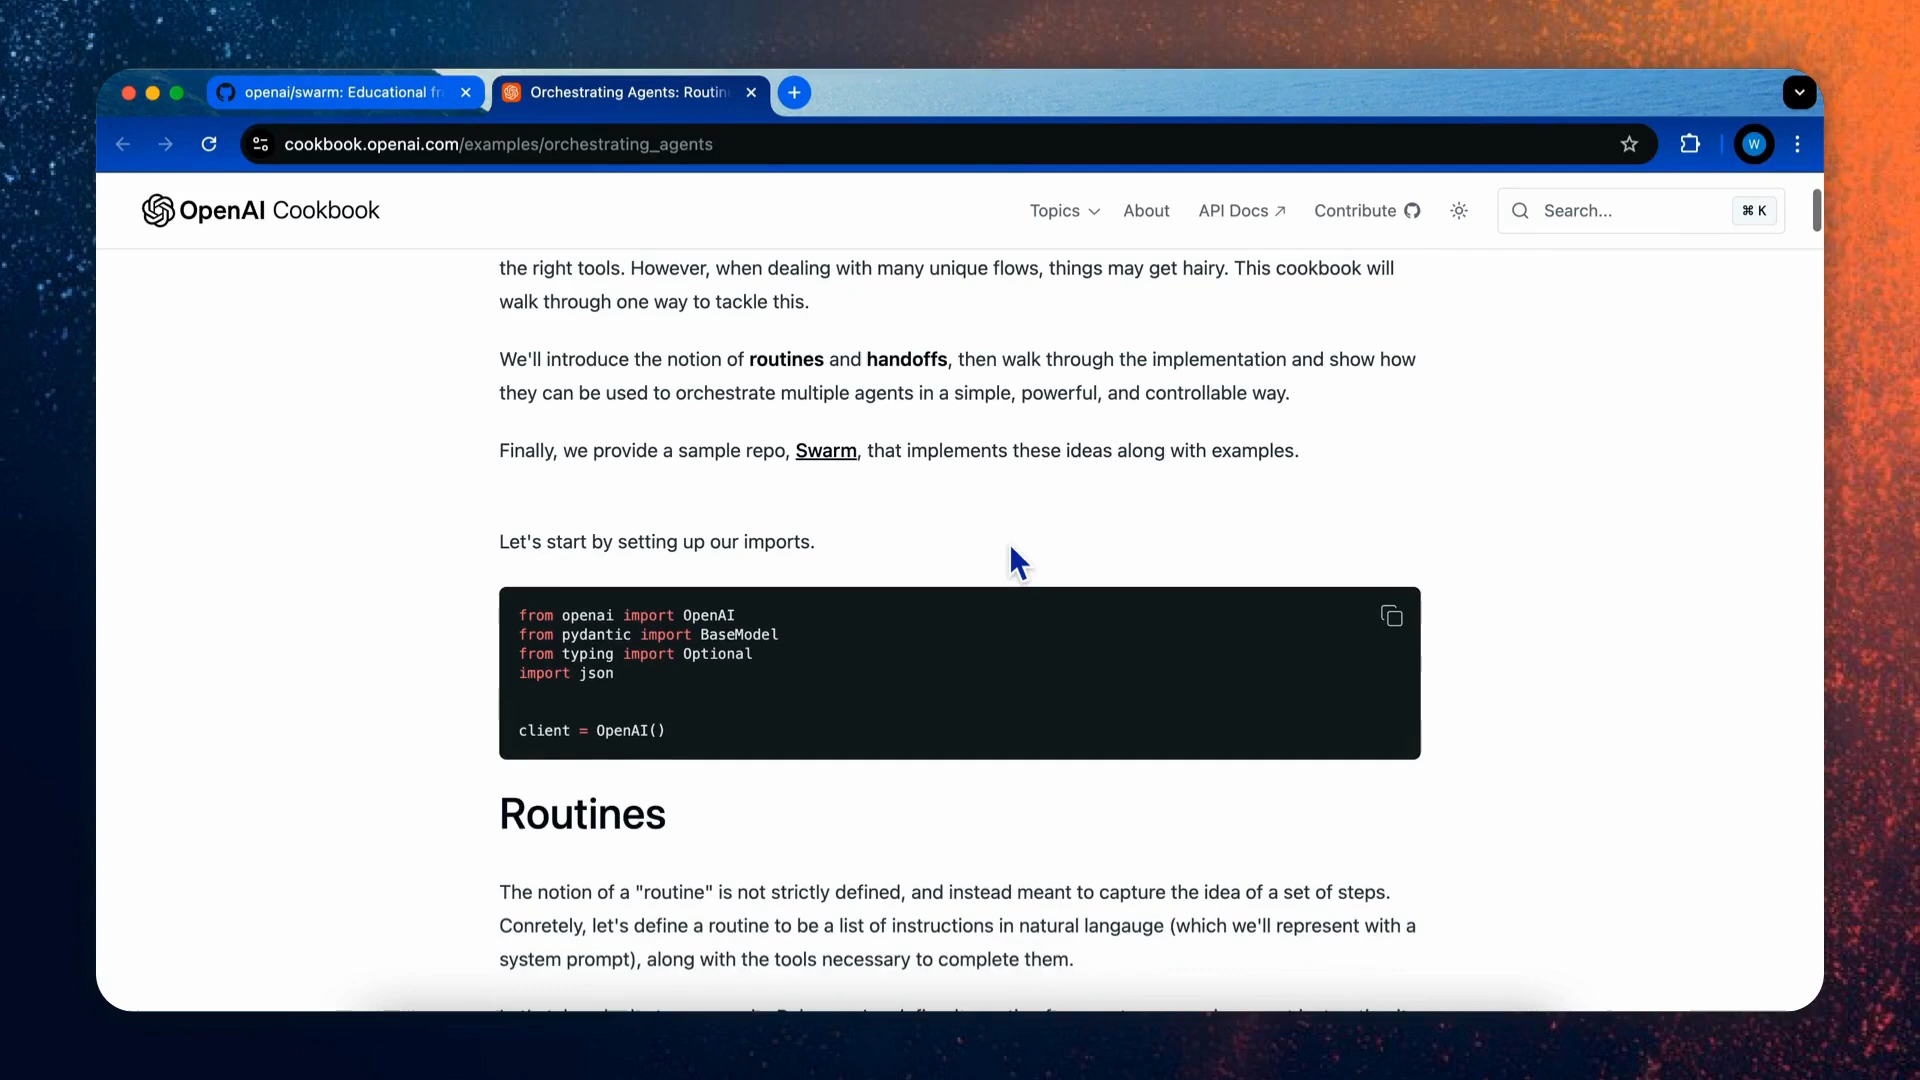 openai/swarm: Educational fr
Orchestrating Agents: Routin
cookbook.openai.com/examples/orchestrating_agents
W
OpenAI Cookbook
Topics
About
API Docs ↗
Contribute
Search...
⌘ K
the right tools. However, when dealing with many unique flows, things may get hairy. This cookbook will
walk through one way to tackle this.
We'll introduce the notion of routines and handoffs, then walk through the implementation and show how
they can be used to orchestrate multiple agents in a simple, powerful, and controllable way.
Finally, we provide a sample repo, Swarm, that implements these ideas along with examples.
Let's start by setting up our imports.
from openai import OpenAI
from pydantic import BaseModel
from typing import Optional
import json
client = OpenAI()
Routines
The notion of a "routine" is not strictly defined, and instead meant to capture the idea of a set of steps.
Conretely, let's define a routine to be a list of instructions in natural langauge (which we'll represent with a
system prompt), along with the tools necessary to complete them.